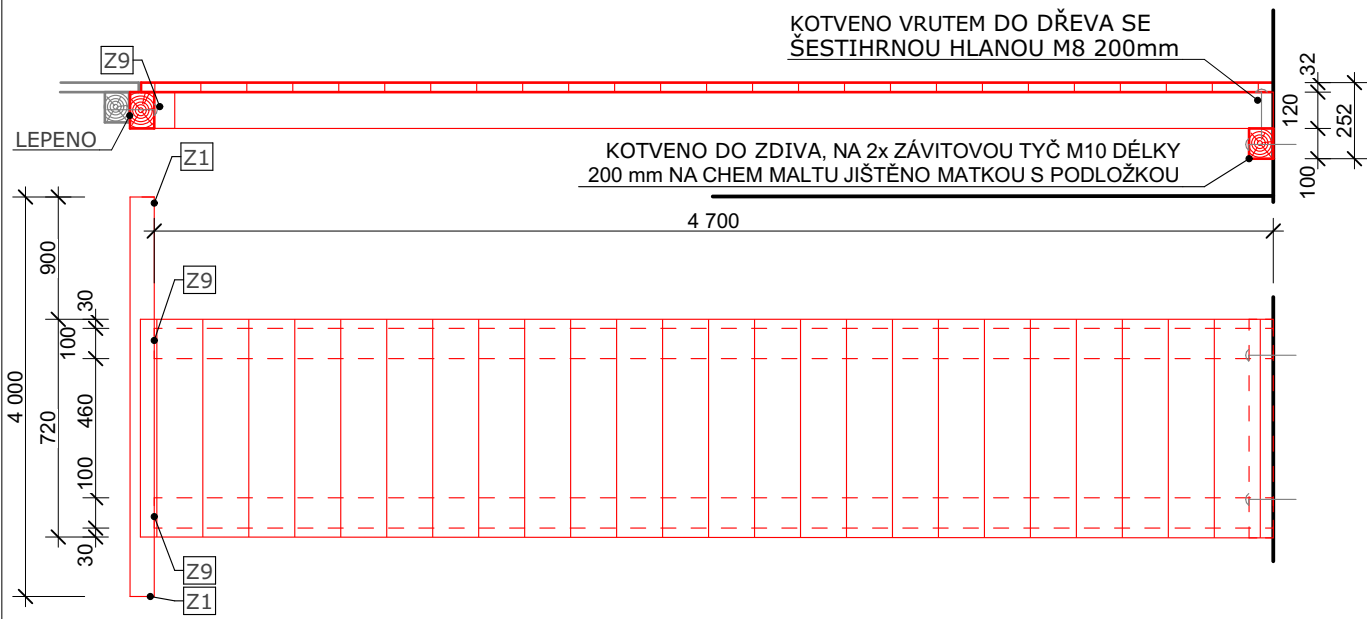 KOTVENO VRUTEM DO DŘEVA SE
ŠESTIHRNOU HLANOU M8 200mm
Z9
32
120
252
LEPENO
Z1
KOTVENO DO ZDIVA, NA 2x ZÁVITOVOU TYČ M10 DÉLKY
200 mm NA CHEM MALTU JIŠTĚNO MATKOU S PODLOŽKOU
100
4 700
900
Z9
30
100
4 000
720
460
100
30
Z9
Z1